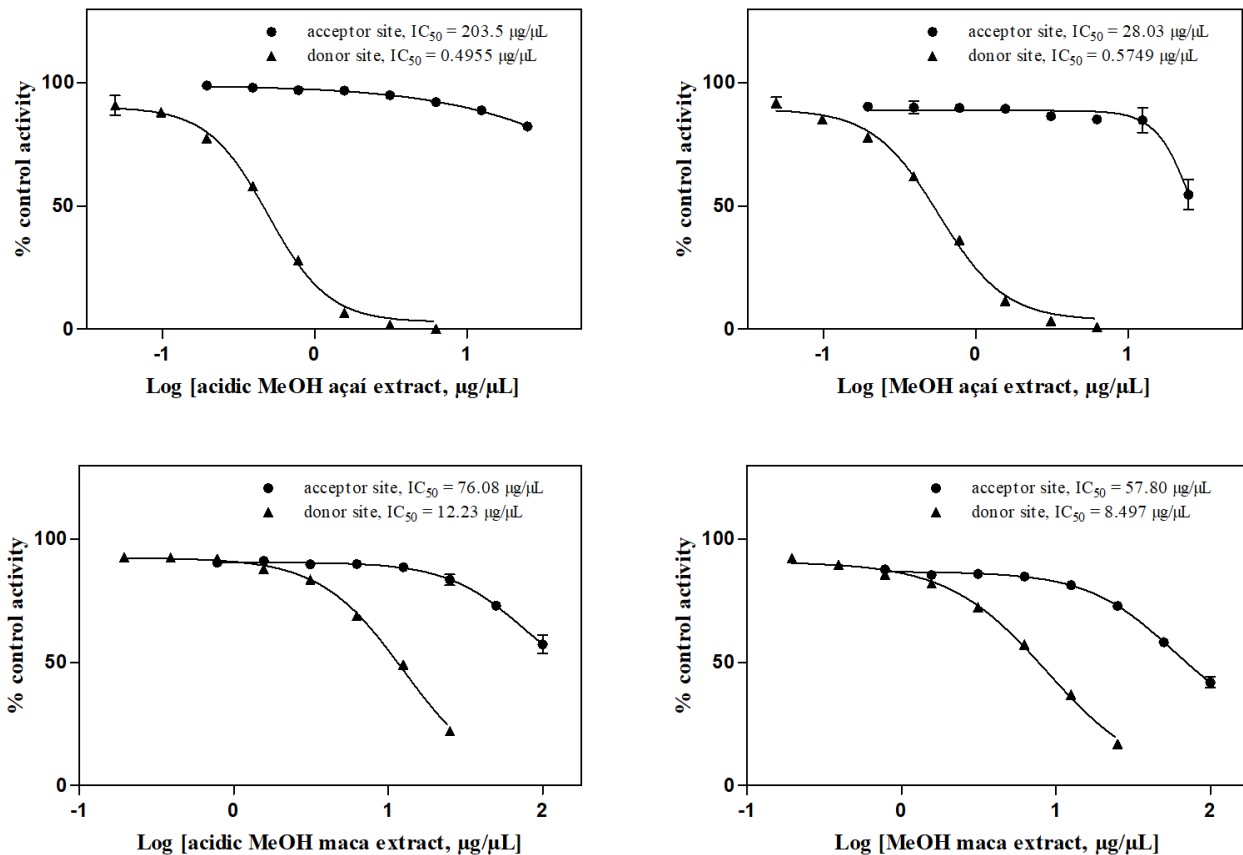 acceptor site, IC50 = 203.5 µg/µL
donor site, IC50 = 0.4955 µg/µL
% control activity
100
50
0
-1 0 1
Log [acidic MeOH açaí extract, µg/µL]
acceptor site, IC50 = 28.03 µg/µL
donor site, IC50 = 0.5749 µg/µL
% control activity
100
50
0
-1 0 1
Log [MeOH açaí extract, µg/µL]
acceptor site, IC50 = 76.08 µg/µL
donor site, IC50 = 12.23 µg/µL
% control activity
100
50
0
-1 0 1 2
Log [acidic MeOH maca extract, µg/µL]
acceptor site, IC50 = 57.80 µg/µL
donor site, IC50 = 8.497 µg/µL
% control activity
100
50
0
-1 0 1 2
Log [MeOH maca extract, µg/µL]